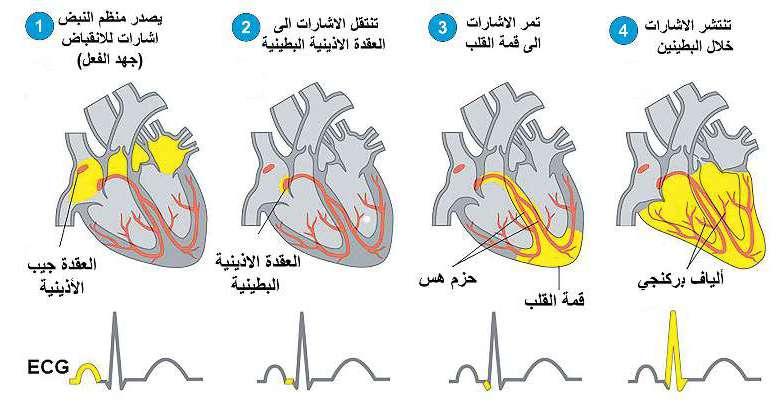 1
يصدر منظم النبض
اشارات للانقباض
(جهد الفعل)
2
تنتقل الاشارات الى
العقدة الاذينية البطينية
3
تمر الاشارات
الى قمة القلب
4
تنتشر الاشارات
خلال البطينين
العقدة جيب
الأذينية
العقدة الاذينية
البطينية
حزم هس
قمة القلب
ألياف بركنجي
ECG